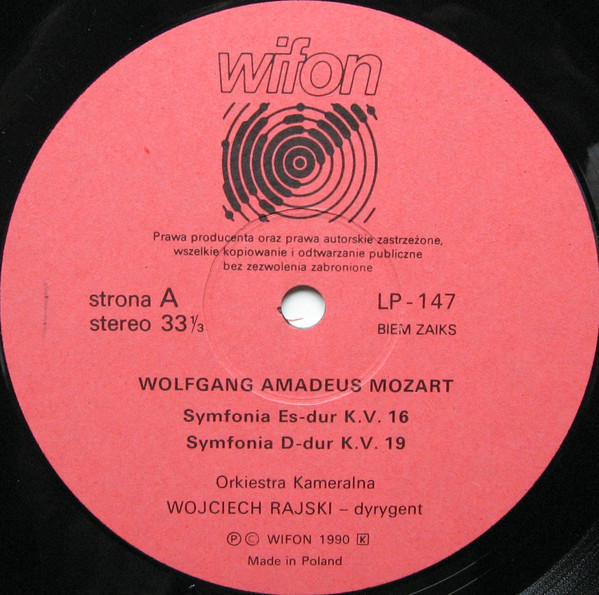 wifon
Prawa producenta oraz prawa autorskie zastrzeżone,
wszelkie kopiowanie i odtwarzanie publiczne
bez zezwolenia zabronione
strona A
stereo 33⅓
LP-147
BIEM ZAIKS
WOLFGANG AMADEUS MOZART
Symfonia Es-dur K.V. 16
Symfonia D-dur K.V. 19
Orkiestra Kameralna
WOJCIECH RAJSKI – dyrygent
Ⓟ © WIFON 1990 K
Made in Poland